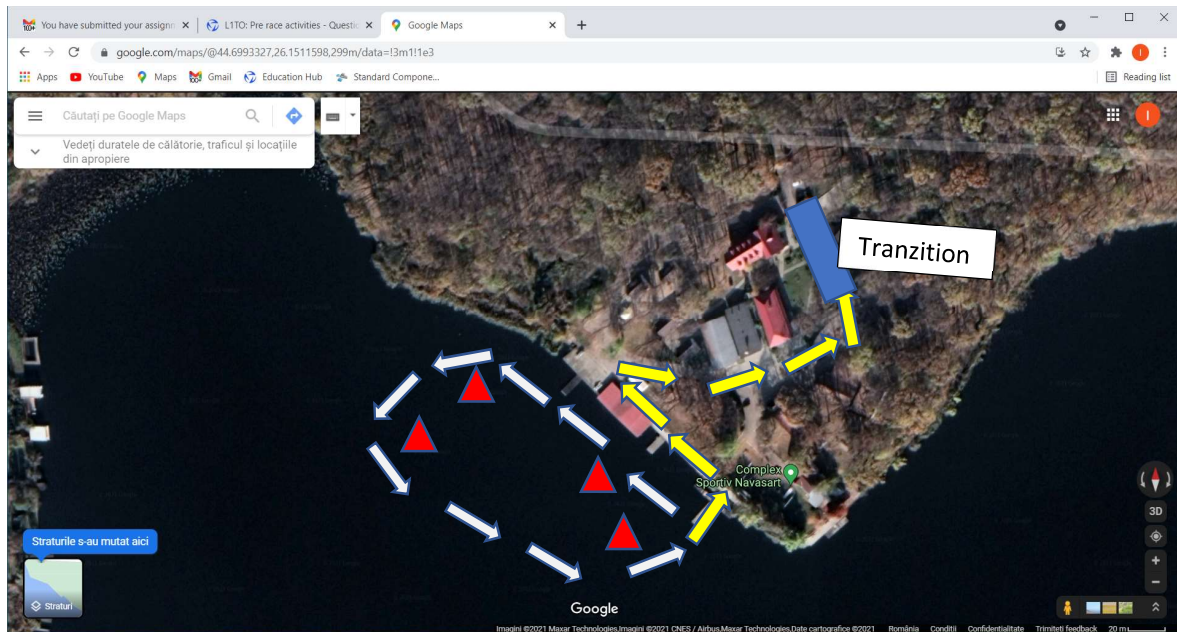 You have submitted your assignm
L1TO: Pre race activities - Questio
Google Maps
google.com/maps/@44.6993327,26.1511598,299m/data=!3m1!1e3
Apps
YouTube
Maps
Gmail
Education Hub
Standard Compone...
Reading list
Căutați pe Google Maps
I
Vedeți duratele de călătorie, traficul și locațiile
din apropiere
Tranzition
Complex
Sportiv Navasart
3D
Straturile s-au mutat aici
Straturi
Google
Imagini ©2021 Maxar Technologies,Imagini ©2021 CNES / Airbus,Maxar Technologies,Date cartografice ©2021 România Condiții Confidențialitate Trimiteți feedback 20 m